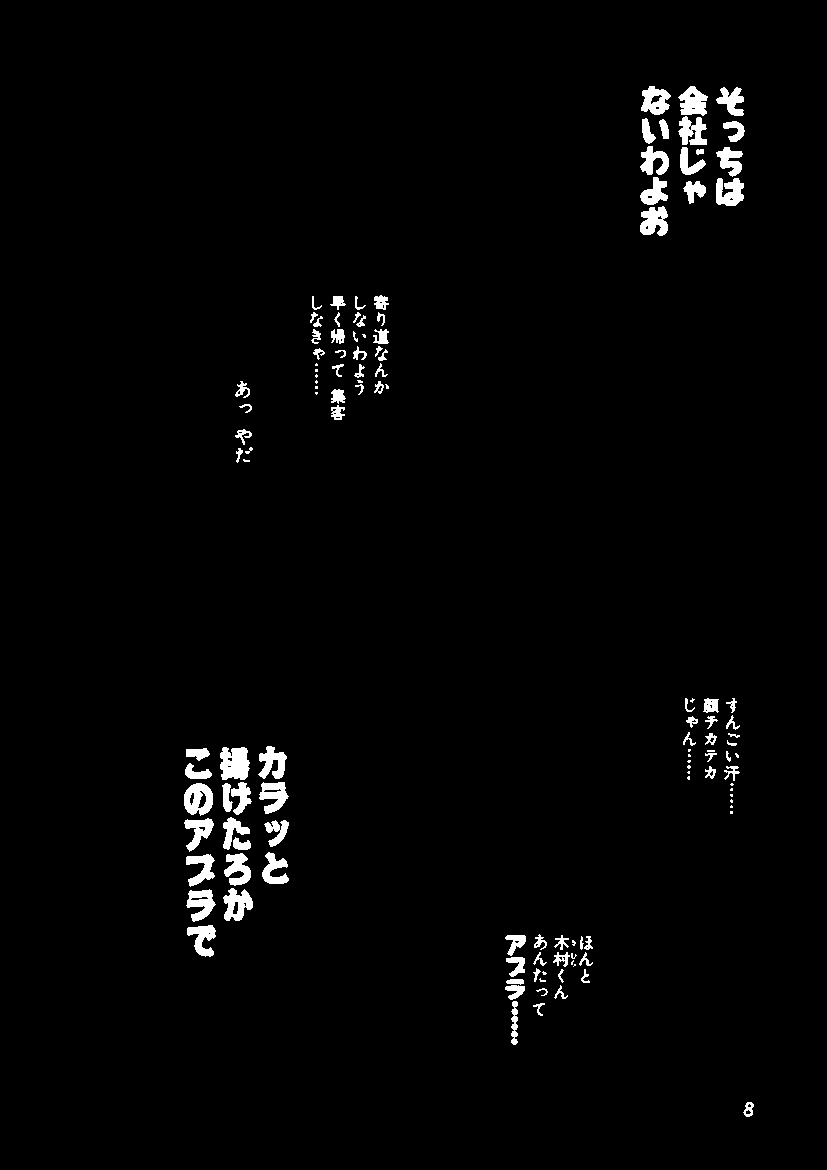 そっちは
会社じゃ
ないわよお
寄り道なんか
しないわよう
早く帰って 集客
しなきゃ……
あっ やだ
すんごい汗……
顔テカテカ
じゃん……
ほんと
木村くん
あんたって
アブラ……
カラッと
揚げたろか
このアブラで
8